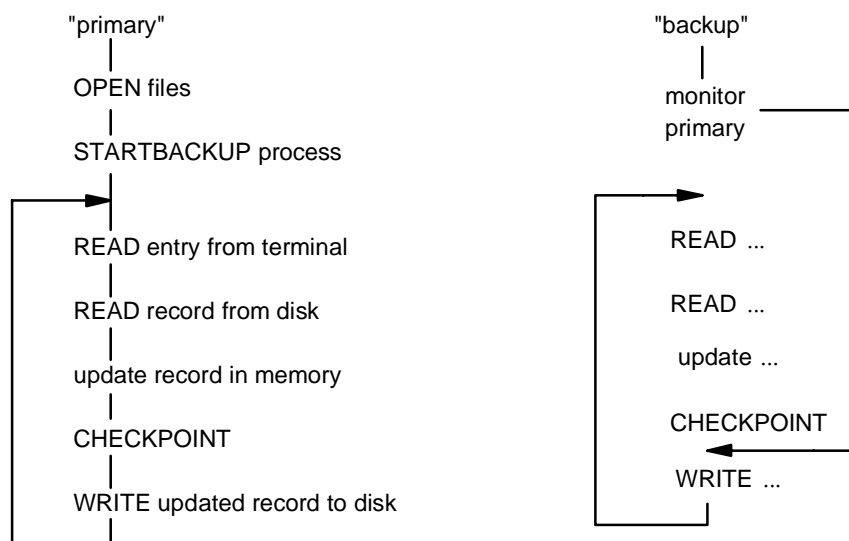 "primary"
OPEN files
STARTBACKUP process
READ entry from terminal
READ record from disk
update record in memory
CHECKPOINT
WRITE updated record to disk
"backup"
monitor
primary
READ ...
READ ...
update ...
CHECKPOINT
WRITE ...